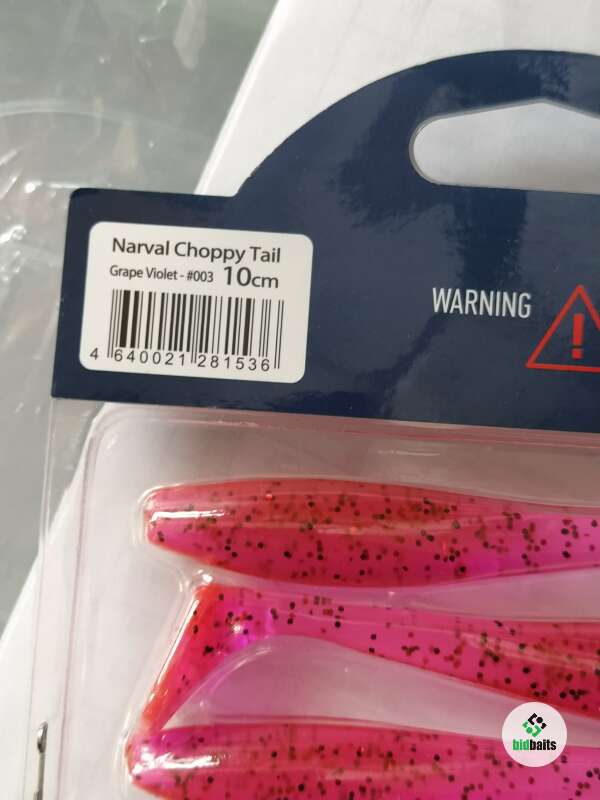 Narval Choppy Tail
Grape Violet - #003 10cm
4 640021 281536
WARNING
!
bidbaits